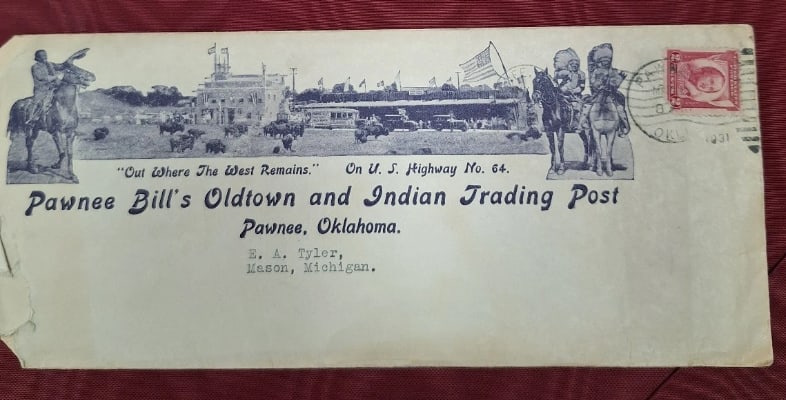 "Out Where The West Remains." On U. S. Highway No. 64.
Pawnee Bill's Oldtown and Indian Trading Post
Pawnee, Oklahoma.
E. A. Tyler,
Mason, Michigan.
OKLA 1931